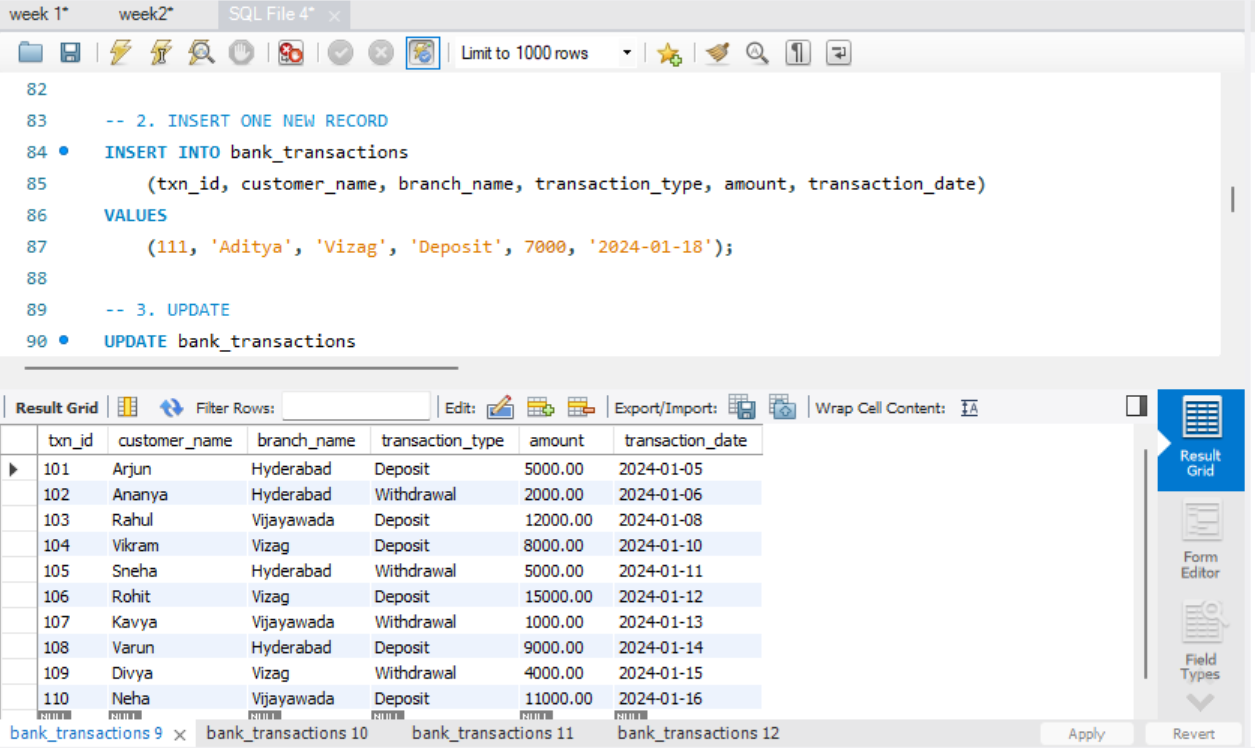 week 1* week2* SQL File 4*
Limit to 1000 rows
82
83 -- 2. INSERT ONE NEW RECORD
84 INSERT INTO bank_transactions
85 (txn_id, customer_name, branch_name, transaction_type, amount, transaction_date)
86 VALUES
87 (111, 'Aditya', 'Vizag', 'Deposit', 7000, '2024-01-18');
88
89 -- 3. UPDATE
90 UPDATE bank_transactions
Result Grid Filter Rows: Edit: Export/Import: Wrap Cell Content: IA
txn_id customer_name branch_name transaction_type amount transaction_date
101 Arjun Hyderabad Deposit 5000.00 2024-01-05
102 Ananya Hyderabad Withdrawal 2000.00 2024-01-06
103 Rahul Vijayawada Deposit 12000.00 2024-01-08
104 Vikram Vizag Deposit 8000.00 2024-01-10
105 Sneha Hyderabad Withdrawal 5000.00 2024-01-11
106 Rohit Vizag Deposit 15000.00 2024-01-12
107 Kavya Vijayawada Withdrawal 1000.00 2024-01-13
108 Varun Hyderabad Deposit 9000.00 2024-01-14
109 Divya Vizag Withdrawal 4000.00 2024-01-15
110 Neha Vijayawada Deposit 11000.00 2024-01-16
NULL NULL NULL NULL NULL NULL
Result
Grid
Form
Editor
Field
Types
bank_transactions 9 bank_transactions 10 bank_transactions 11 bank_transactions 12 Apply Revert